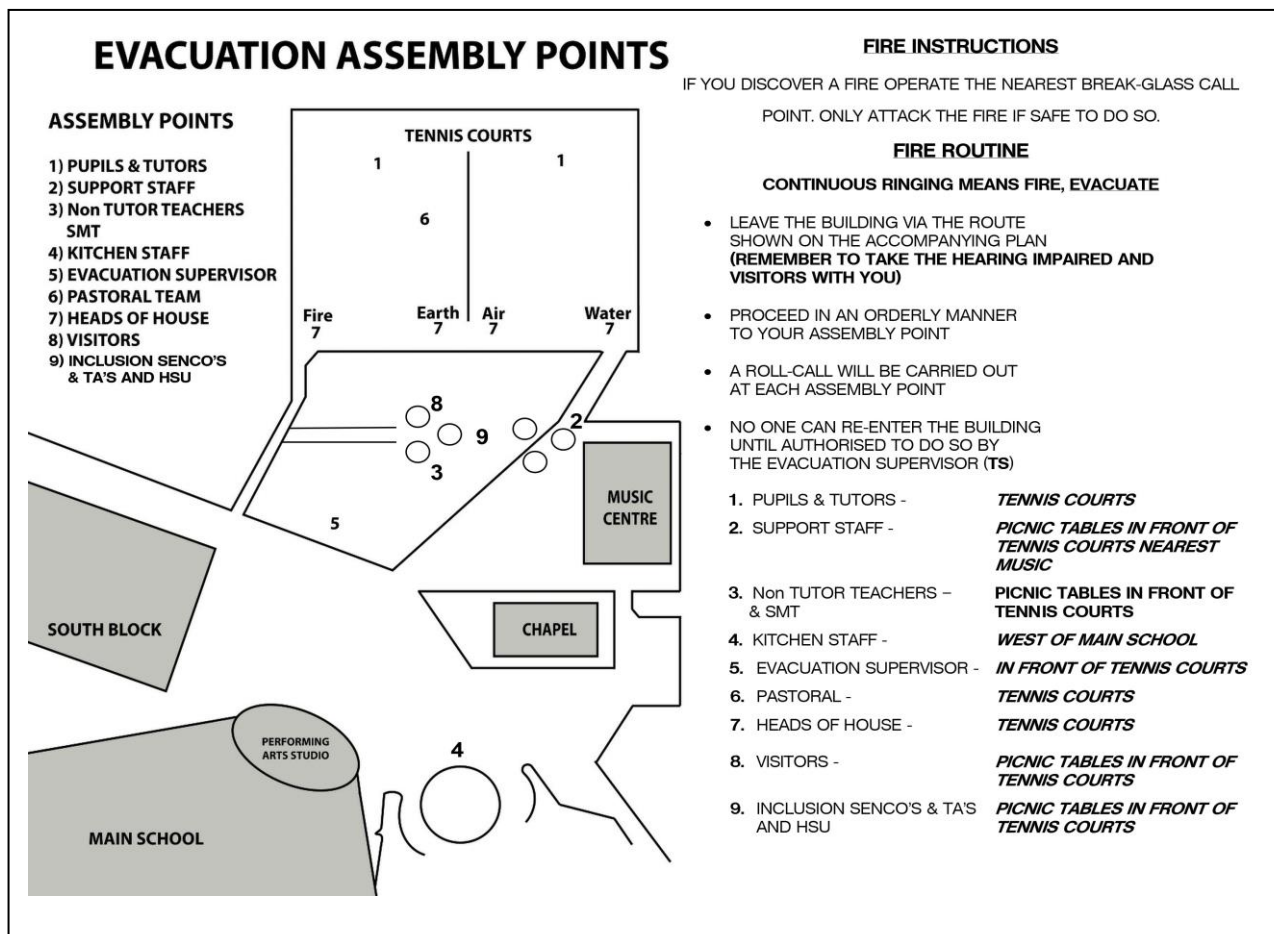 EVACUATION ASSEMBLY POINTS
ASSEMBLY POINTS
1) PUPILS & TUTORS
2) SUPPORT STAFF
3) Non TUTOR TEACHERS
SMT
4) KITCHEN STAFF
5) EVACUATION SUPERVISOR
6) PASTORAL TEAM
7) HEADS OF HOUSE
8) VISITORS
9) INCLUSION SENCO'S
& TA'S AND HSU
TENNIS COURTS
1 1
6
Fire Earth Air Water
7 7 7 7
8
2
9
3
5
MUSIC
CENTRE
SOUTH BLOCK
CHAPEL
PERFORMING
ARTS STUDIO
4
MAIN SCHOOL
FIRE INSTRUCTIONS
IF YOU DISCOVER A FIRE OPERATE THE NEAREST BREAK-GLASS CALL
POINT. ONLY ATTACK THE FIRE IF SAFE TO DO SO.
FIRE ROUTINE
CONTINUOUS RINGING MEANS FIRE, EVACUATE
• LEAVE THE BUILDING VIA THE ROUTE
SHOWN ON THE ACCOMPANYING PLAN
(REMEMBER TO TAKE THE HEARING IMPAIRED AND
VISITORS WITH YOU)
• PROCEED IN AN ORDERLY MANNER
TO YOUR ASSEMBLY POINT
• A ROLL-CALL WILL BE CARRIED OUT
AT EACH ASSEMBLY POINT
• NO ONE CAN RE-ENTER THE BUILDING
UNTIL AUTHORISED TO DO SO BY
THE EVACUATION SUPERVISOR (TS)
1. PUPILS & TUTORS - TENNIS COURTS
2. SUPPORT STAFF - PICNIC TABLES IN FRONT OF
TENNIS COURTS NEAREST
MUSIC
3. Non TUTOR TEACHERS – PICNIC TABLES IN FRONT OF
& SMT TENNIS COURTS
4. KITCHEN STAFF - WEST OF MAIN SCHOOL
5. EVACUATION SUPERVISOR - IN FRONT OF TENNIS COURTS
6. PASTORAL - TENNIS COURTS
7. HEADS OF HOUSE - TENNIS COURTS
8. VISITORS - PICNIC TABLES IN FRONT OF
TENNIS COURTS
9. INCLUSION SENCO'S & TA'S PICNIC TABLES IN FRONT OF
AND HSU TENNIS COURTS